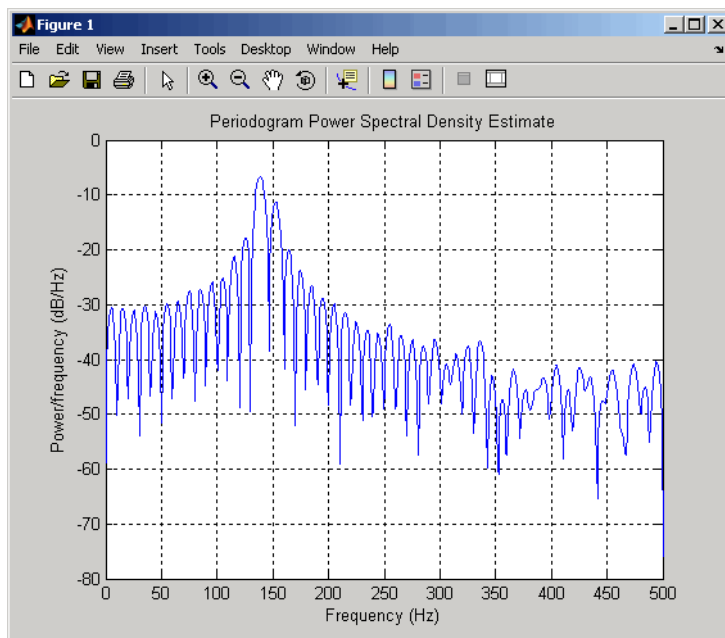 Figure 1
File Edit View Insert Tools Desktop Window Help
Periodogram Power Spectral Density Estimate
Power/frequency (dB/Hz)
0
-10
-20
-30
-40
-50
-60
-70
-80
0 50 100 150 200 250 300 350 400 450 500
Frequency (Hz)